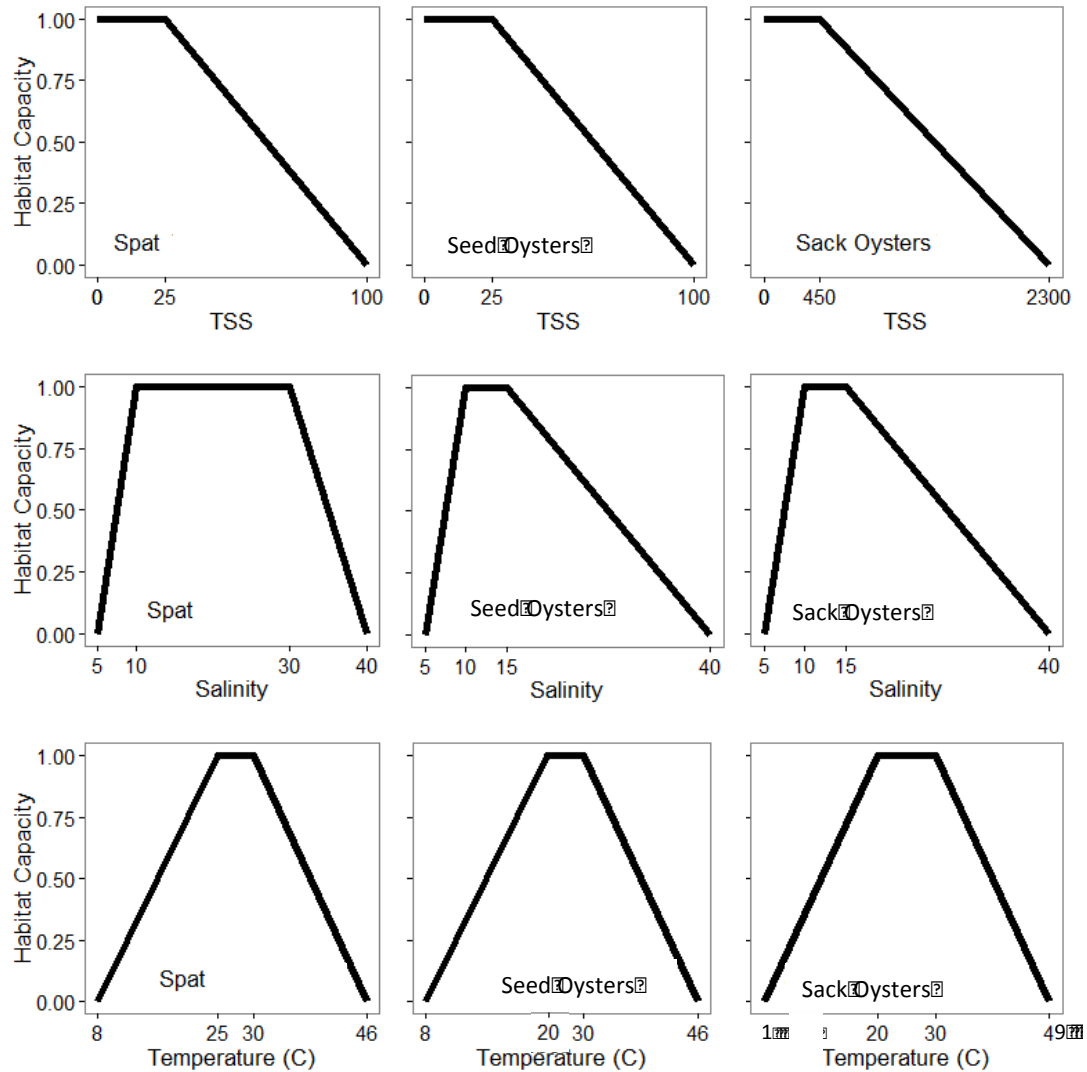 Habitat Capacity
1.00
0.75
0.50
0.25
0.00
Spat
0 25 100
TSS
Seed Oysters
0 25 100
TSS
Sack Oysters
0 450 2300
TSS
Habitat Capacity
1.00
0.75
0.50
0.25
0.00
Spat
5 10 30 40
Salinity
Seed Oysters
5 10 15 40
Salinity
Sack Oysters
5 10 15 40
Salinity
Habitat Capacity
1.00
0.75
0.50
0.25
0.00
Spat
8 25 30 46
Temperature (C)
Seed Oysters
8 20 30 46
Temperature (C)
Sack Oysters
20 30
Temperature (C)